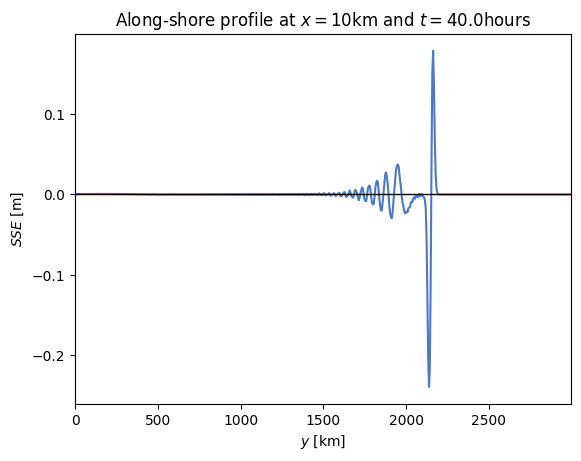 Along-shore profile at x = 10km and t = 40.0hours
SSE [m]
0.1
0.0
−0.1
−0.2
0 500 1000 1500 2000 2500
y [km]